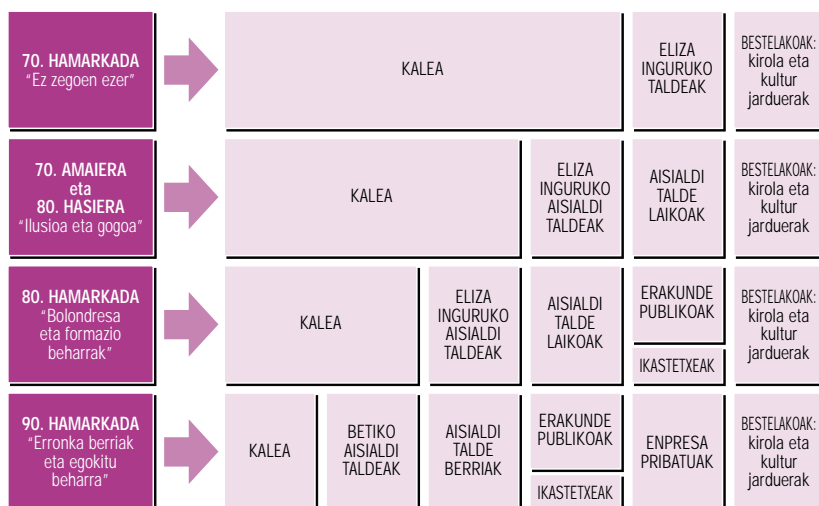 70. HAMARKADA
“Ez zegoen ezer”
KALEA
ELIZA
INGURUKO
TALDEAK
BESTELAKOAK:
kirola eta
kultur
jarduerak
70. AMAIERA
eta
80. HASIERA
“Ilusioa eta gogoa”
KALEA
ELIZA
INGURUKO
AISIALDI
TALDEAK
AISIALDI
TALDE
LAIKOAK
BESTELAKOAK:
kirola eta
kultur
jarduerak
80. HAMARKADA
“Bolondresa
eta formazio
beharrak”
KALEA
ELIZA
INGURUKO
AISIALDI
TALDEAK
AISIALDI
TALDE
LAIKOAK
ERAKUNDE
PUBLIKOAK
IKASTETXEAK
BESTELAKOAK:
kirola eta
kultur
jarduerak
90. HAMARKADA
“Erronka berriak
eta egokitu
beharra”
KALEA
BETIKO
AISIALDI
TALDEAK
AISIALDI
TALDE
BERRIAK
ERAKUNDE
PUBLIKOAK
IKASTETXEAK
ENPRESA
PRIBATUAK
BESTELAKOAK:
kirola eta
kultur
jarduerak